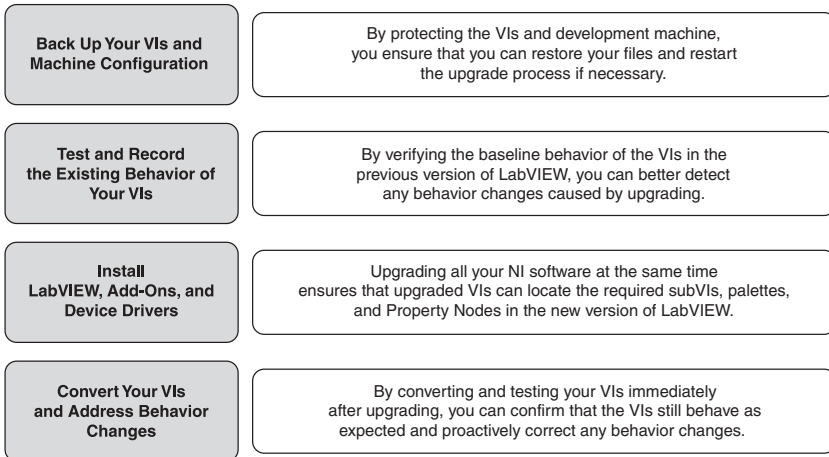 Back Up Your VIs and
Machine Configuration
By protecting the VIs and development machine,
you ensure that you can restore your files and restart
the upgrade process if necessary.
Test and Record
the Existing Behavior of
Your VIs
By verifying the baseline behavior of the VIs in the
previous version of LabVIEW, you can better detect
any behavior changes caused by upgrading.
Install
LabVIEW, Add-Ons, and
Device Drivers
Upgrading all your NI software at the same time
ensures that upgraded VIs can locate the required subVIs, palettes,
and Property Nodes in the new version of LabVIEW.
Convert Your VIs
and Address Behavior
Changes
By converting and testing your VIs immediately
after upgrading, you can confirm that the VIs still behave as
expected and proactively correct any behavior changes.